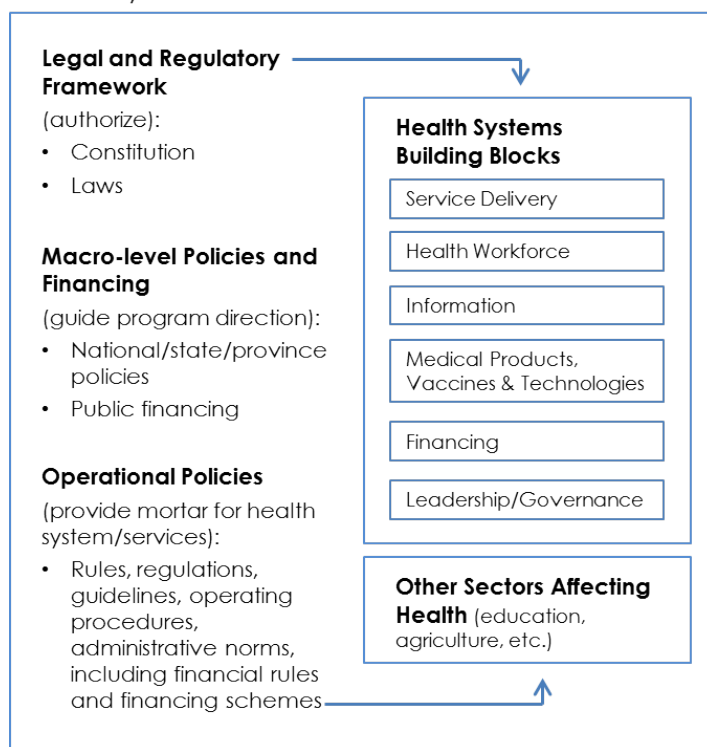 Legal and Regulatory
Framework
(authorize):
• Constitution
• Laws
Macro-level Policies and
Financing
(guide program direction):
• National/state/province
policies
• Public financing
Operational Policies
(provide mortar for health
system/services):
• Rules, regulations,
guidelines, operating
procedures,
administrative norms,
including financial rules
and financing schemes
Health Systems
Building Blocks
Service Delivery
Health Workforce
Information
Medical Products,
Vaccines & Technologies
Financing
Leadership/Governance
Other Sectors Affecting
Health (education,
agriculture, etc.)